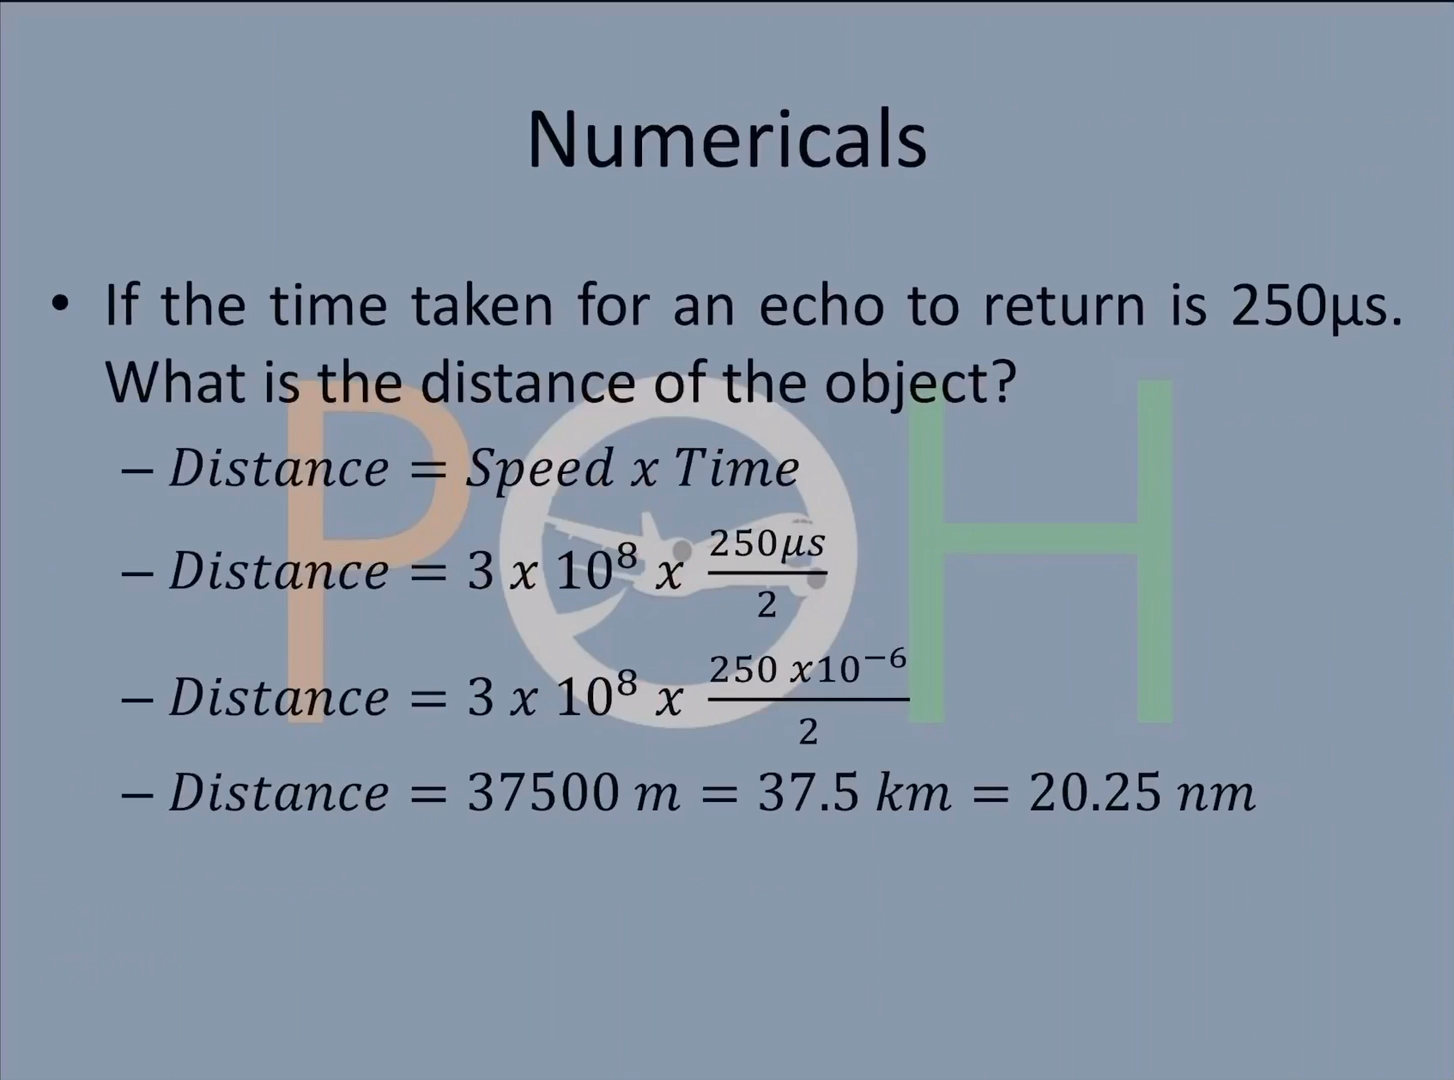 Numericals
• If the time taken for an echo to return is 250μs.
What is the distance of the object?
– Distance = Speed x Time
– Distance = 3 x 10⁸ x 250μs/2
– Distance = 3 x 10⁸ x 250 x10⁻⁶/2
– Distance = 37500 m = 37.5 km = 20.25 nm
POH